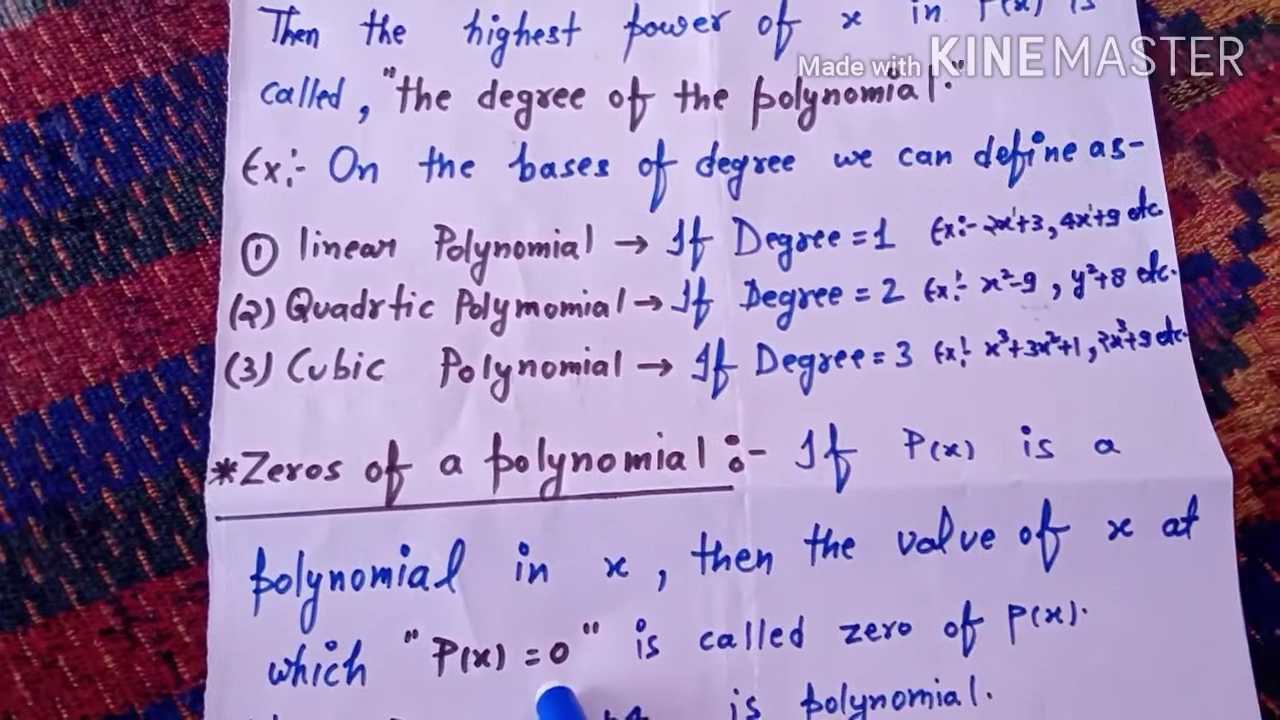 Then the highest power of x in P(x) is
Made with KINEMASTER
called, "the degree of the polynomial."
Ex:- On the bases of degree we can define as-
① linear Polynomial → If Degree = 1 Ex:- 2x¹+3, 4x¹+9 etc
(2) Quadrtic Polymomial → If Degree = 2 Ex:- x²-9, y²+8 etc.
(3) Cubic Polynomial → If Degree = 3 Ex:- x³+3x²+1, 7x³+9 etc.
*Zeros of a polynomial :- If P(x) is a
polynomial in x, then the value of x at
which "P(x) = 0" is called zero of P(x).
is polynomial.